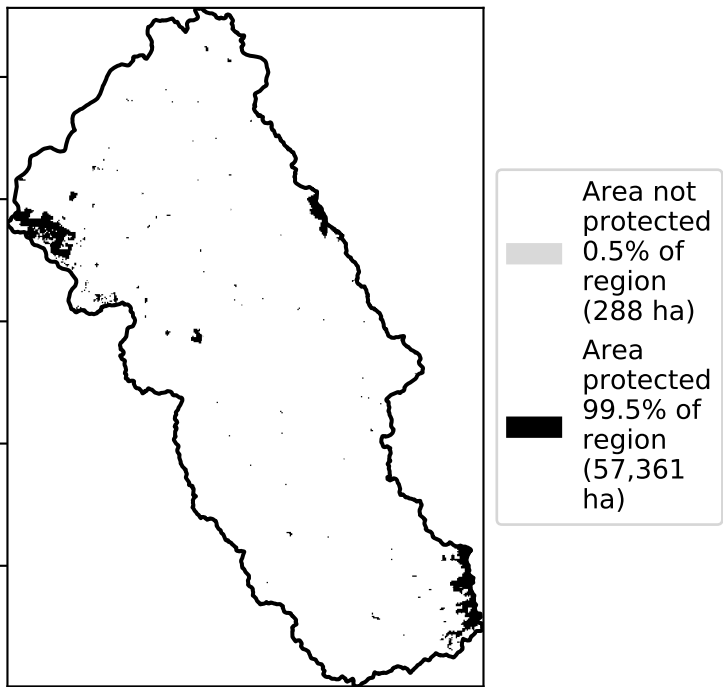 Area not
protected
0.5% of
region
(288 ha)
Area
protected
99.5% of
region
(57,361
ha)